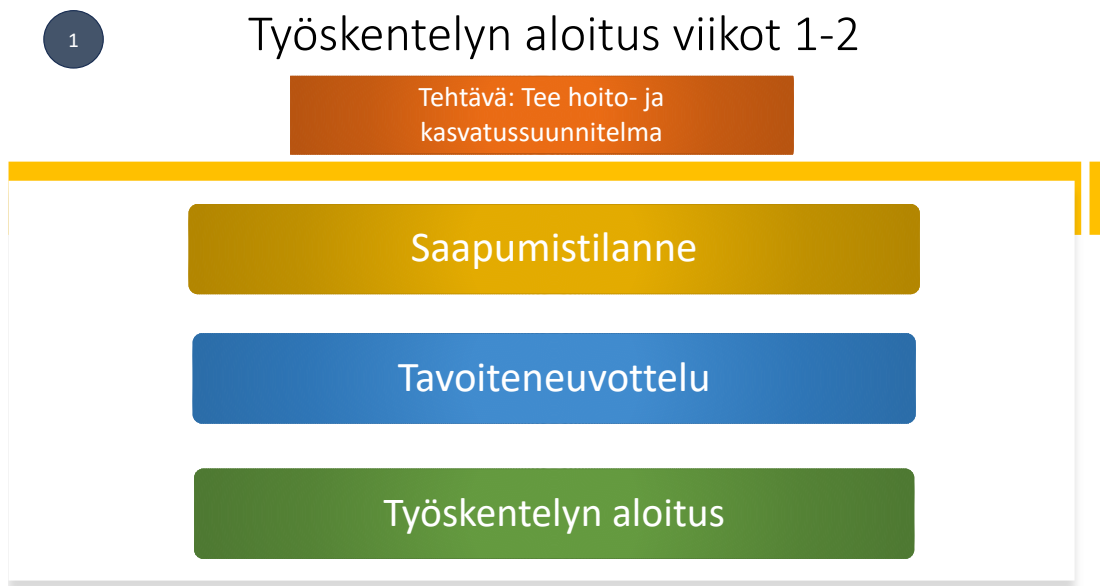 1
Työskentelyn aloitus viikot 1-2
Tehtävä: Tee hoito- ja
kasvatussuunnitelma
Saapumistilanne
Tavoiteneuvottelu
Työskentelyn aloitus